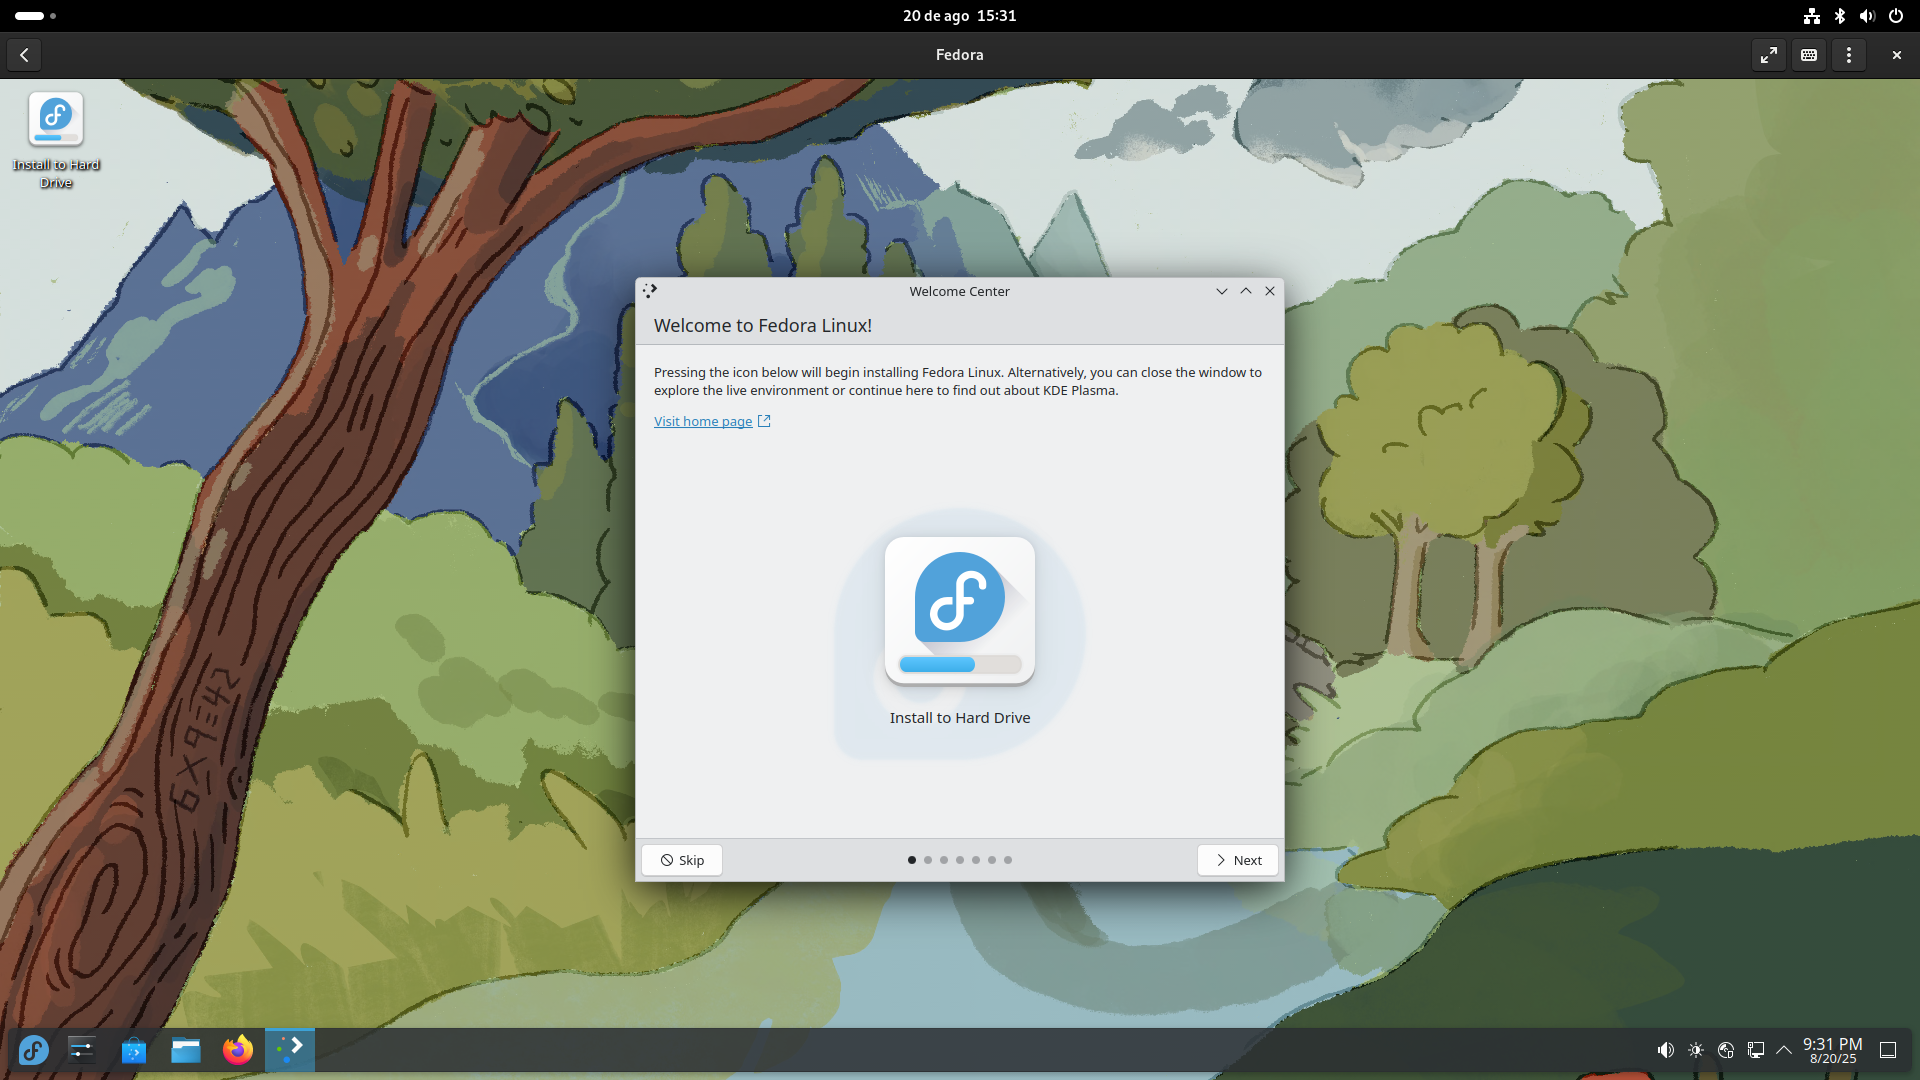 20 de ago 15:31
Fedora
Install to Hard
Drive
Welcome Center
Welcome to Fedora Linux!
Pressing the icon below will begin installing Fedora Linux. Alternatively, you can close the window to
explore the live environment or continue here to find out about KDE Plasma.
Visit home page
Install to Hard Drive
Skip
Next
6×9=42
9:31 PM
8/20/25